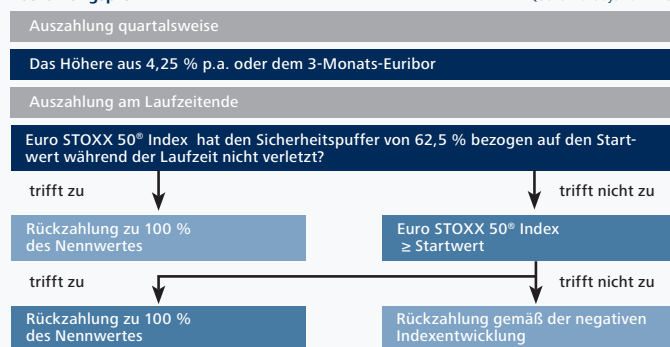 Auszahlung quartalsweise
Das Höhere aus 4,25 % p.a. oder dem 3-Monats-Euribor
Auszahlung am Laufzeitende
Euro STOXX 50® Index hat den Sicherheitspuffer von 62,5 % bezogen auf den Start-
wert während der Laufzeit nicht verletzt?
trifft zu
trifft nicht zu
Rückzahlung zu 100 %
des Nennwertes
Euro STOXX 50® Index
≥ Startwert
trifft zu
trifft nicht zu
Rückzahlung zu 100 %
des Nennwertes
Rückzahlung gemäß der negativen
Indexentwicklung